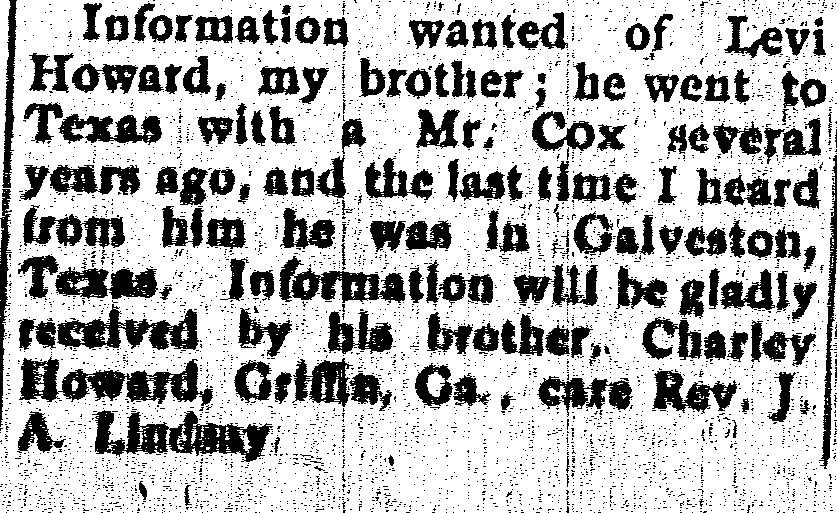 Information wanted of Levi
Howard, my brother; he went to
Texas with a Mr. Cox several
years ago, and the last time I heard
from him he was in Galveston,
Texas. Information will be gladly
received by his brother, Charley
Howard, Griffin, Ga., care Rev. J.
A. Lindsay